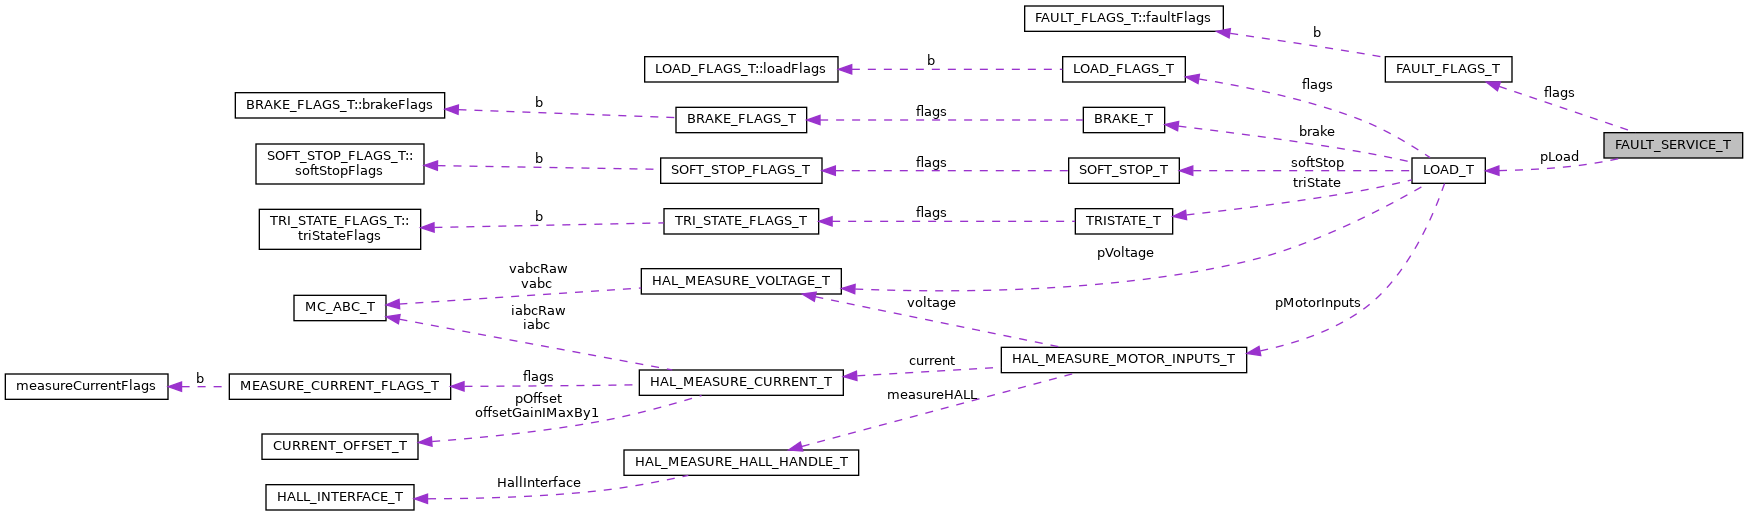 FAULT_FLAGS_T::faultFlags
b
LOAD_FLAGS_T::loadFlags
b
LOAD_FLAGS_T
FAULT_FLAGS_T
flags
flags
BRAKE_FLAGS_T::brakeFlags
b
BRAKE_FLAGS_T
flags
BRAKE_T
brake
FAULT_SERVICE_T
SOFT_STOP_FLAGS_T::
softStopFlags
b
SOFT_STOP_FLAGS_T
flags
SOFT_STOP_T
softStop
LOAD_T
pLoad
triState
TRI_STATE_FLAGS_T::
triStateFlags
b
TRI_STATE_FLAGS_T
flags
TRISTATE_T
pVoltage
vabcRaw
vabc
HAL_MEASURE_VOLTAGE_T
MC_ABC_T
iabcRaw
iabc
voltage
pMotorInputs
HAL_MEASURE_MOTOR_INPUTS_T
current
measureCurrentFlags
b
MEASURE_CURRENT_FLAGS_T
flags
HAL_MEASURE_CURRENT_T
measureHALL
pOffset
offsetGainIMaxBy1
CURRENT_OFFSET_T
HAL_MEASURE_HALL_HANDLE_T
HallInterface
HALL_INTERFACE_T